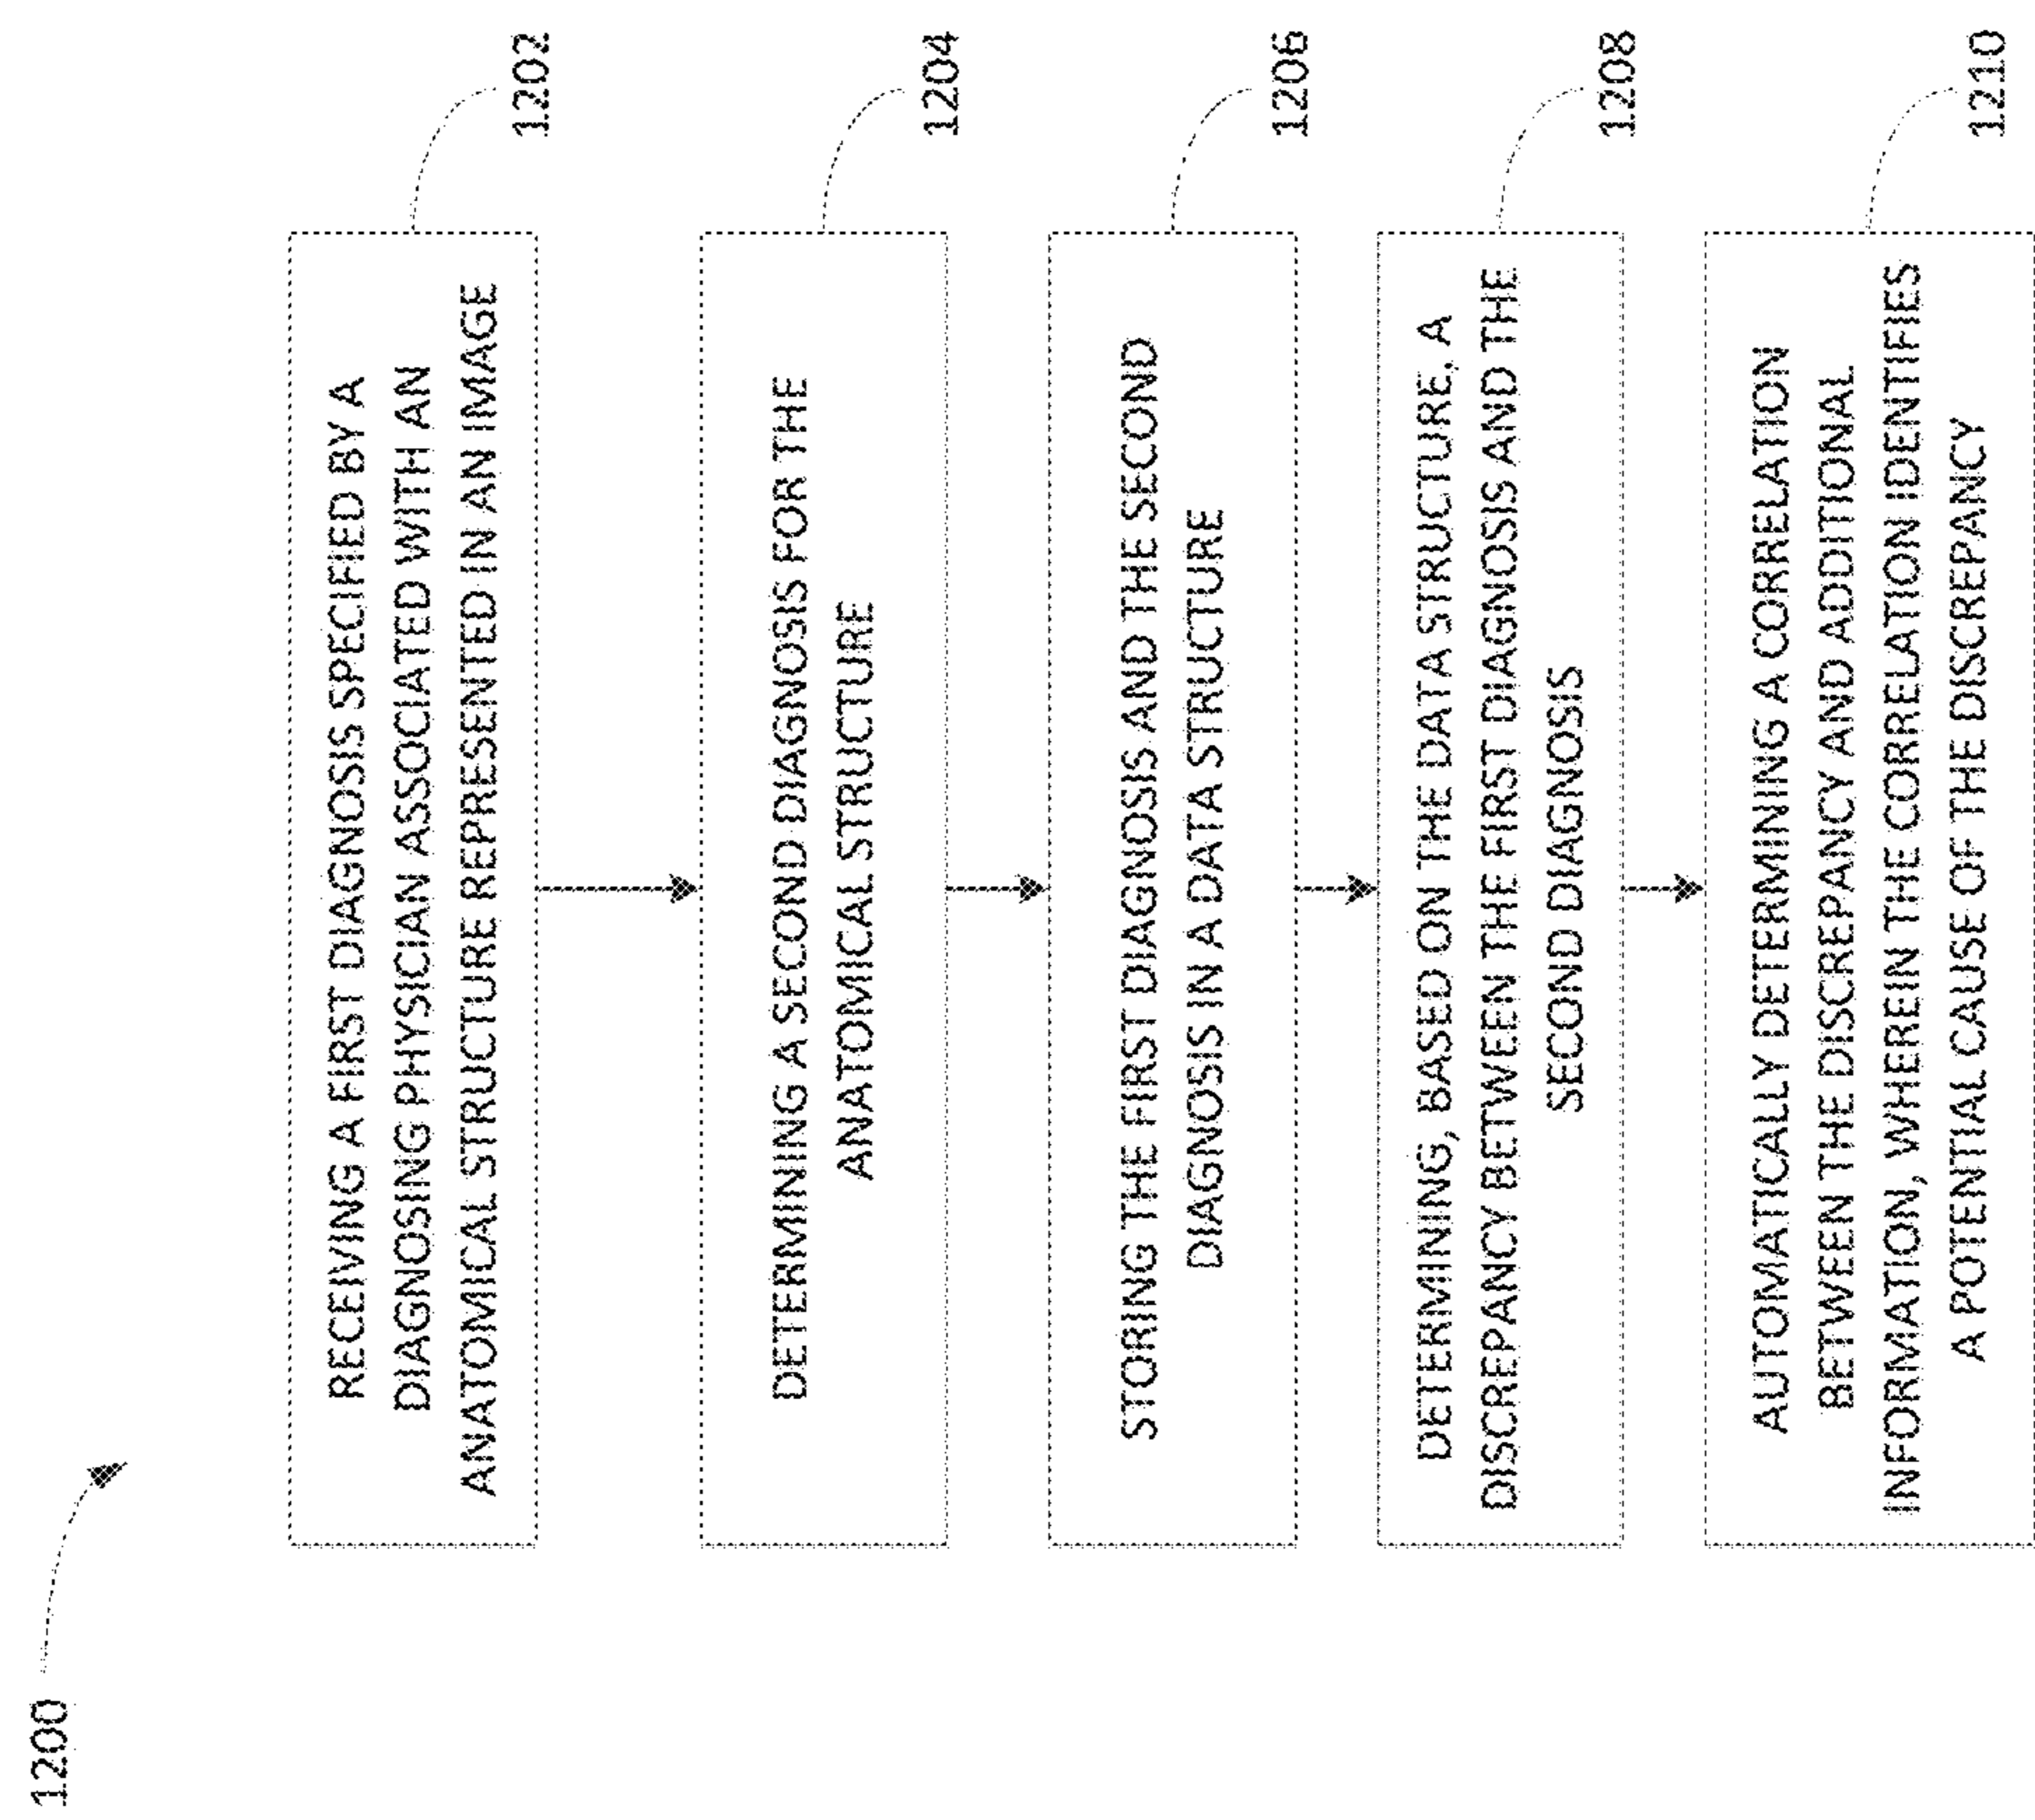 1200
RECEIVING A FIRST DIAGNOSIS SPECIFIED BY A
DIAGNOSING PHYSICIAN ASSOCIATED WITH AN
ANATOMICAL STRUCTURE REPRESENTED IN AN IMAGE
1202
DETERMINING A SECOND DIAGNOSIS FOR THE
ANATOMICAL STRUCTURE
1204
STORING THE FIRST DIAGNOSIS AND THE SECOND
DIAGNOSIS IN A DATA STRUCTURE
1206
DETERMINING, BASED ON THE DATA STRUCTURE, A
DISCREPANCY BETWEEN THE FIRST DIAGNOSIS AND THE
SECOND DIAGNOSIS
1208
AUTOMATICALLY DETERMINING A CORRELATION
BETWEEN THE DISCREPANCY AND ADDITIONAL
INFORMATION, WHEREIN THE CORRELATION IDENTIFIES
A POTENTIAL CAUSE OF THE DISCREPANCY
1210